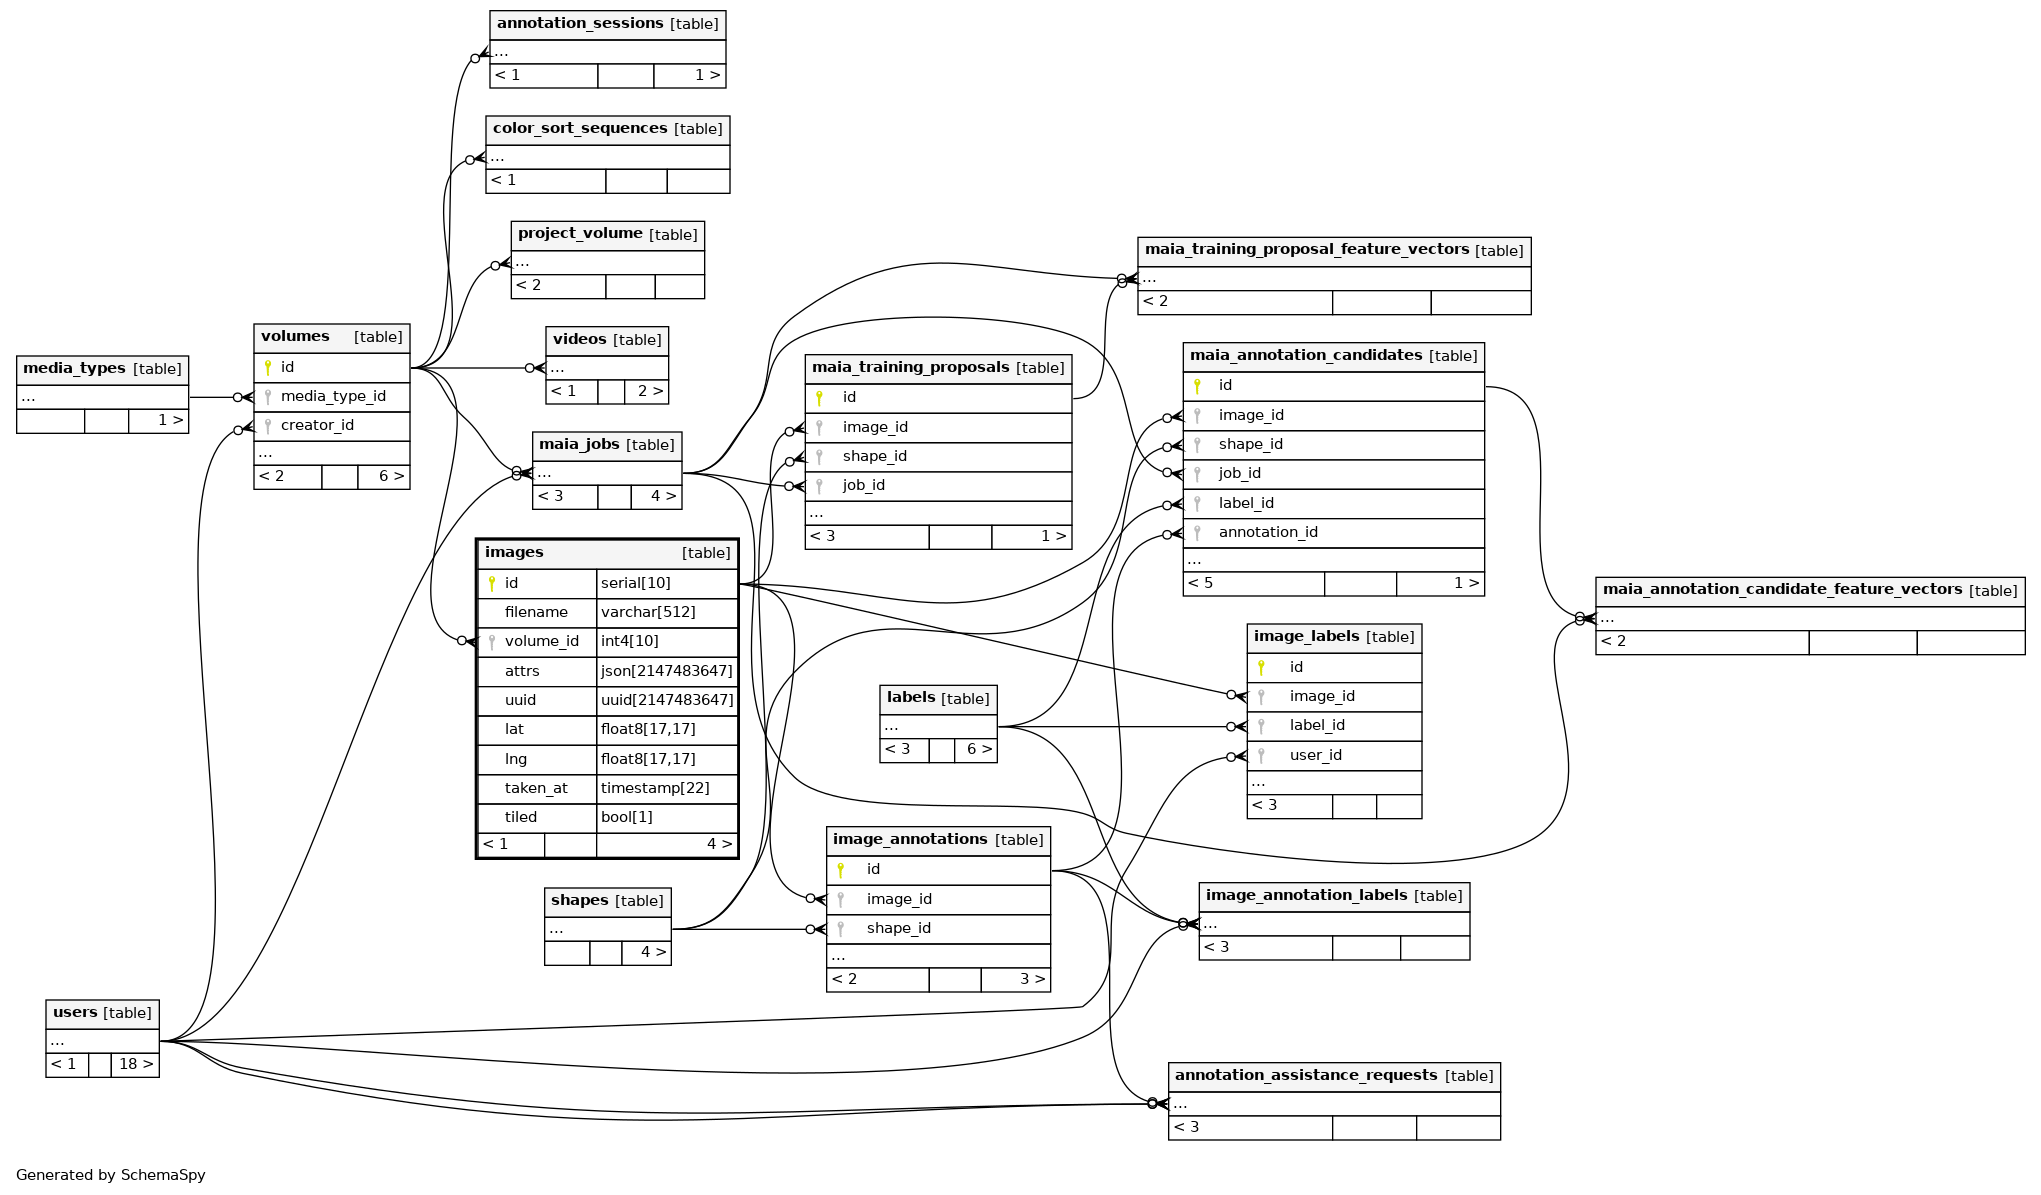 annotation_sessions [table]
...
< 1 1 >
color_sort_sequences [table]
...
< 1
project_volume [table]
...
< 2
videos [table]
...
< 1 2 >
media_types [table]
...
1 >
volumes [table]
id
media_type_id
creator_id
...
< 2 6 >
maia_jobs [table]
...
< 3 4 >
images [table]
id serial[10]
filename varchar[512]
volume_id int4[10]
attrs json[2147483647]
uuid uuid[2147483647]
lat float8[17,17]
lng float8[17,17]
taken_at timestamp[22]
tiled bool[1]
< 1 4 >
shapes [table]
...
4 >
users [table]
...
< 1 18 >
maia_training_proposals [table]
id
image_id
shape_id
job_id
...
< 3 1 >
labels [table]
...
< 3 6 >
image_annotations [table]
id
image_id
shape_id
...
< 2 3 >
maia_training_proposal_feature_vectors [table]
...
< 2
maia_annotation_candidates [table]
id
image_id
shape_id
job_id
label_id
annotation_id
...
< 5 1 >
image_labels [table]
id
image_id
label_id
user_id
...
< 3
image_annotation_labels [table]
...
< 3
annotation_assistance_requests [table]
...
< 3
maia_annotation_candidate_feature_vectors [table]
...
< 2
Generated by SchemaSpy